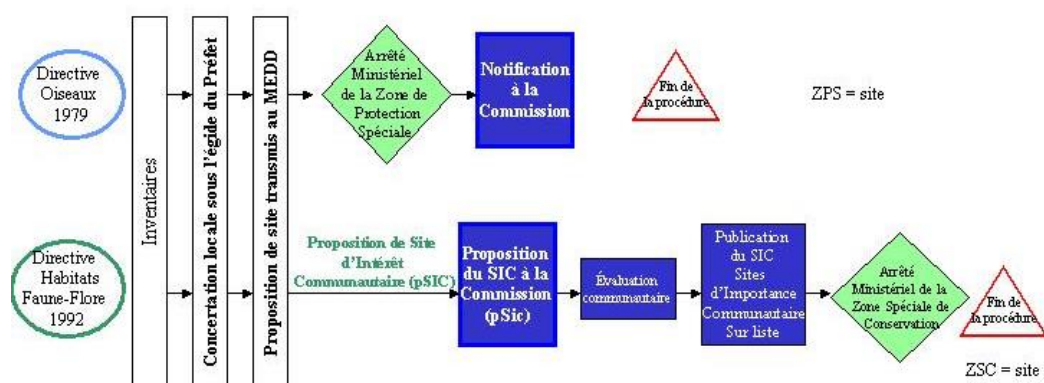 Directive
Oiseaux
1979
Directive
Habitats
Faune-Flore
1992
Inventaires
Concertation locale sous l'égide du Préfet
Proposition de site transmis au MEDD
Arrêté
Ministériel
de la Zone de
Protection
Spéciale
Notification
à la
Commission
Fin de
la procédure
ZPS = site
Proposition de Site
d'Intérêt
Communautaire (pSIC)
Proposition
du SIC à la
Commission
(pSic)
Évaluation
communautaire
Publication
du SIC
Sites
d'Importance
Communautaire
Sur liste
Arrêté
Ministériel de la
Zone Spéciale de
Conservation
Fin de
la procédure
ZSC = site